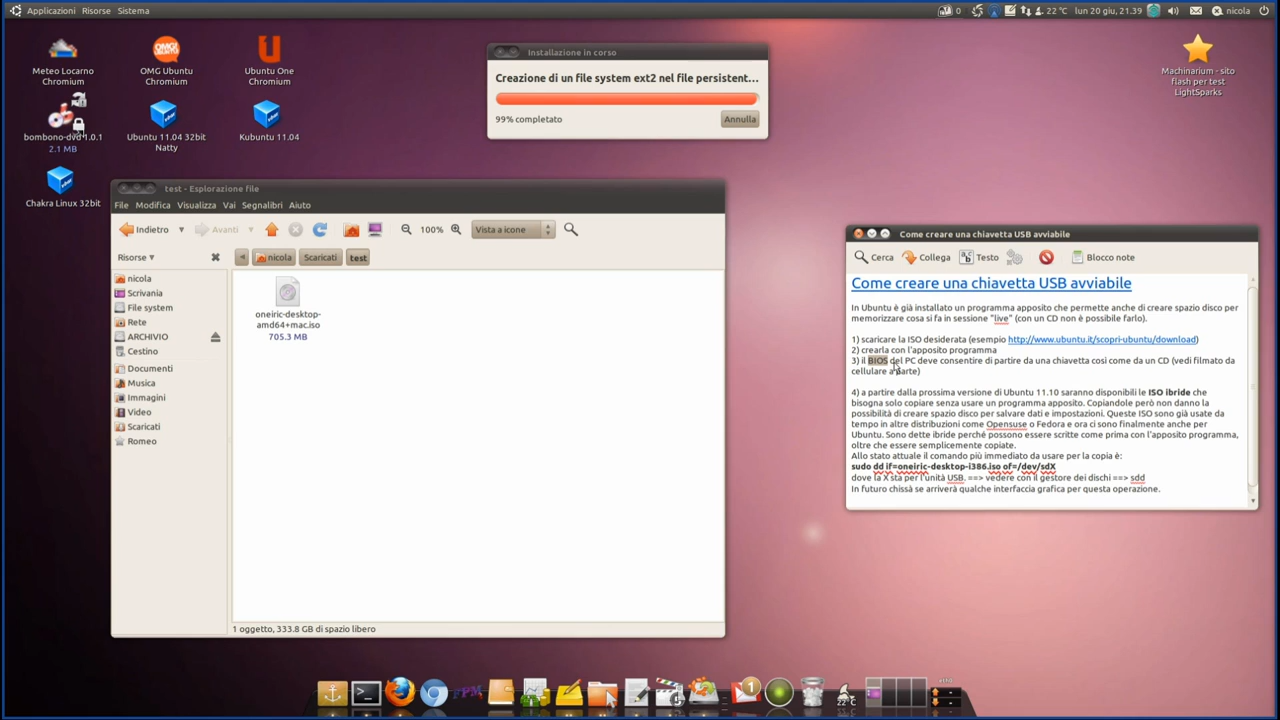 Applicazioni Risorse Sistema
0
22 °C
lun 20 giu, 21.39
nicola
Meteo Locarno
Chromium
OMG Ubuntu
Chromium
Ubuntu One
Chromium
Machinarium - sito
flash per test
LightSparks
bombono-dvd 1.0.1
2.1 MB
Ubuntu 11.04 32bit
Natty
Kubuntu 11.04
Chakra Linux 32bit
Installazione in corso
Creazione di un file system ext2 nel file persistent...
99% completato
Annulla
test - Esplorazione file
File Modifica Visualizza Vai Segnalibri Aiuto
Indietro Avanti 100% Vista a icone
Risorse
nicola Scaricati test
nicola
Scrivania
File system
Rete
ARCHIVIO
Cestino
Documenti
Musica
Immagini
Video
Scaricati
Romeo
oneiric-desktop-
amd64+mac.iso
705.3 MB
1 oggetto, 333.8 GB di spazio libero
Come creare una chiavetta USB avviabile
Cerca Collega Testo Blocco note
Come creare una chiavetta USB avviabile
In Ubuntu è già installato un programma apposito che permette anche di creare spazio disco per
memorizzare cosa si fa in sessione "live" (con un CD non è possibile farlo).
1) scaricare la ISO desiderata (esempio http://www.ubuntu.it/scopri-ubuntu/download)
2) crearla con l'apposito programma
3) il BIOS del PC deve consentire di partire da una chiavetta così come da un CD (vedi filmato da
cellulare a parte)
4) a partire dalla prossima versione di Ubuntu 11.10 saranno disponibili le ISO ibride che
bisogna solo copiare senza usare un programma apposito. Copiandole però non danno la
possibilità di creare spazio disco per salvare dati e impostazioni. Queste ISO sono già usate da
tempo in altre distribuzioni come Opensuse o Fedora e ora ci sono finalmente anche per
Ubuntu. Sono dette ibride perché possono essere scritte come prima con l'apposito programma,
oltre che essere semplicemente copiate.
Allo stato attuale il comando più immediato da usare per la copia è:
sudo dd if=oneiric-desktop-i386.iso of=/dev/sdX
dove la X sta per l'unità USB. ==> vedere con il gestore dei dischi ==> sdd
In futuro chissà se arriverà qualche interfaccia grafica per questa operazione.
1
22°C
eth0